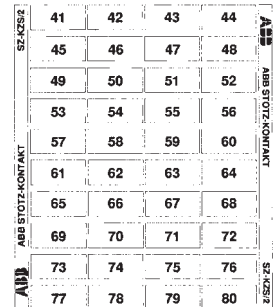 SZ-KZS/2
41 42 43 44
ABB
45 46 47 48
49 50 51 52
ABB STOTZ-KONTAKT
53 54 55 56
57 58 59 60
ABB STOTZ-KONTAKT
61 62 63 64
65 66 67 68
69 70 71 72
ABB
73 74 75 76
SZ-KZS/2
77 78 79 80